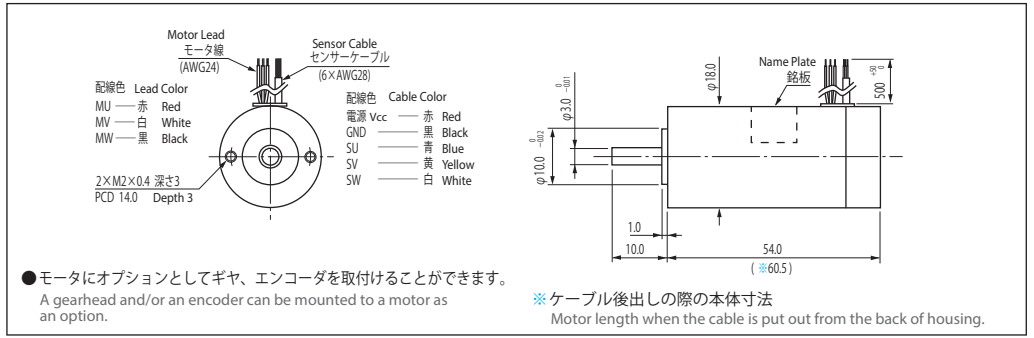 Motor Lead
モータ線
(AWG24)
Sensor Cable
センサーケーブル
(6×AWG28)
配線色 Lead Color
MU 赤 Red
MV 白 White
MW 黒 Black
配線色 Cable Color
電源 Vcc 赤 Red
GND 黒 Black
SU 青 Blue
SV 黄 Yellow
SW 白 White
2×M2×0.4 深さ3
PCD 14.0 Depth 3
Name Plate
銘板
φ18.0
φ3.0 0 -0.01
φ10.0 0 -0.02
500 +50 0
1.0
10.0
54.0
(※60.5)
●モータにオプションとしてギヤ、エンコーダを取付けることができます。
A gearhead and/or an encoder can be mounted to a motor as
an option.
※ケーブル後出しの際の本体寸法
Motor length when the cable is put out from the back of housing.